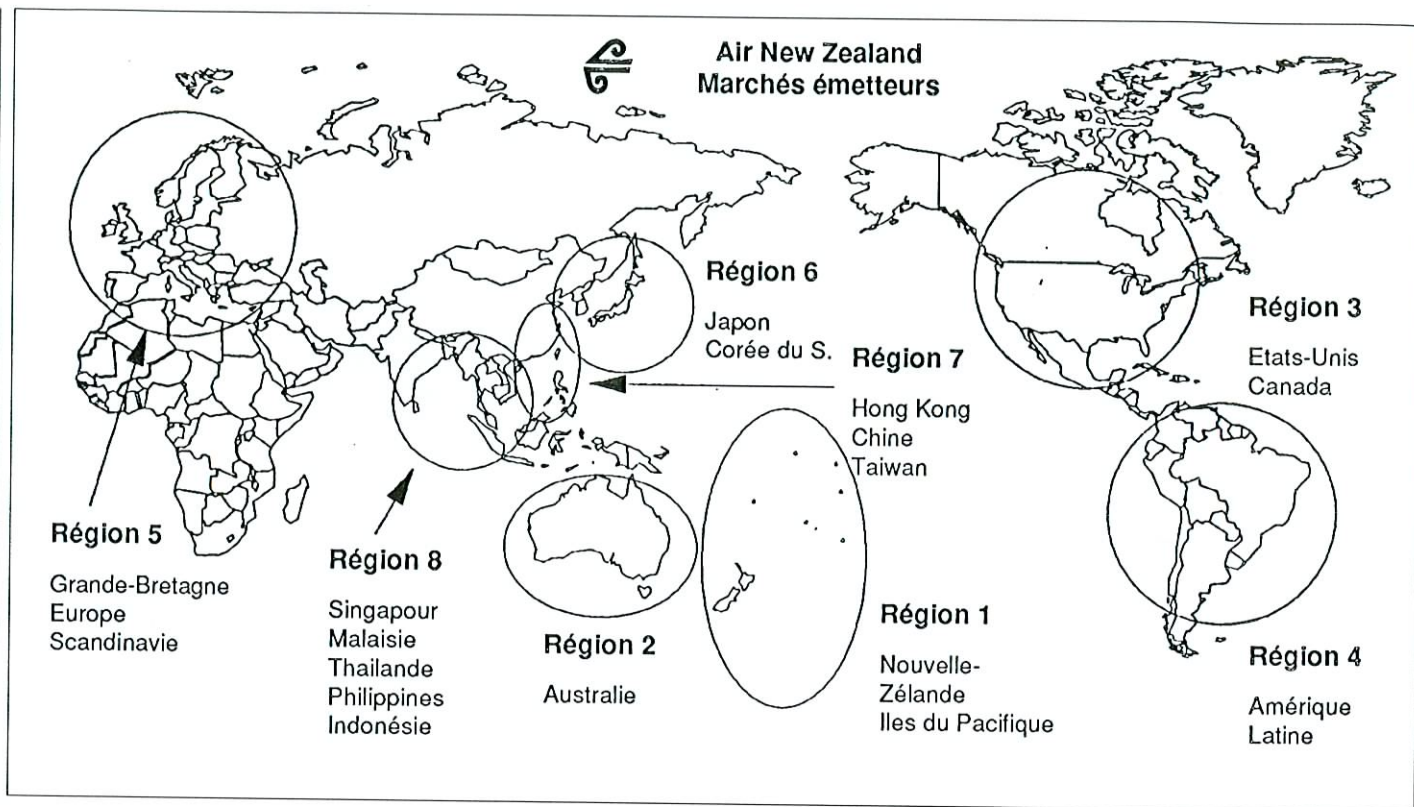 Air New Zealand
Marchés émetteurs
Région 6
Japon
Corée du S.
Région 7
Hong Kong
Chine
Taiwan
Région 3
Etats-Unis
Canada
Région 5
Grande-Bretagne
Europe
Scandinavie
Région 8
Singapour
Malaisie
Thailande
Philippines
Indonésie
Région 2
Australie
Région 1
Nouvelle-
Zélande
Iles du Pacifique
Région 4
Amérique
Latine